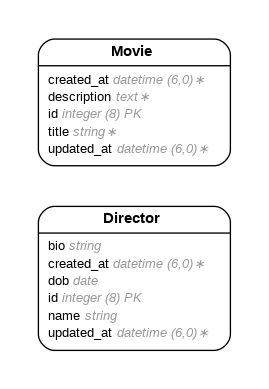 Movie
created_at datetime (6,0)∗
description text∗
id integer (8) PK
title string∗
updated_at datetime (6,0)∗
Director
bio string
created_at datetime (6,0)∗
dob date
id integer (8) PK
name string
updated_at datetime (6,0)∗